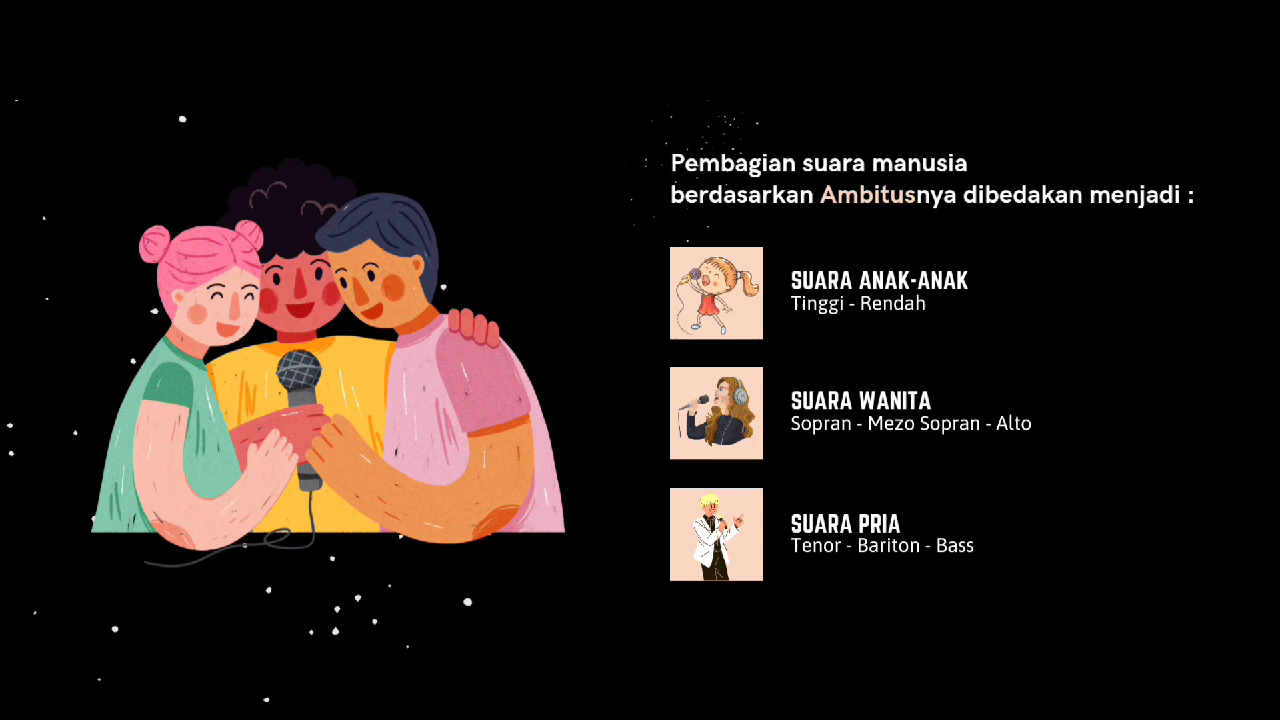 Pembagian suara manusia
berdasarkan Ambitusnya dibedakan menjadi :
SUARA ANAK-ANAK
Tinggi - Rendah
SUARA WANITA
Sopran - Mezo Sopran - Alto
SUARA PRIA
Tenor - Bariton - Bass